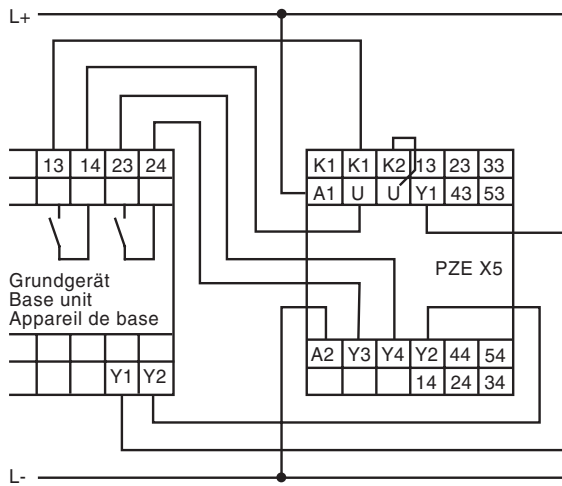 L+
13 14 23 24
K1 K1 K2 13 23 33
A1 U U Y1 43 53
PZE X5
Grundgerät
Base unit
Appareil de base
A2 Y3 Y4 Y2 44 54
14 24 34
Y1 Y2
L-